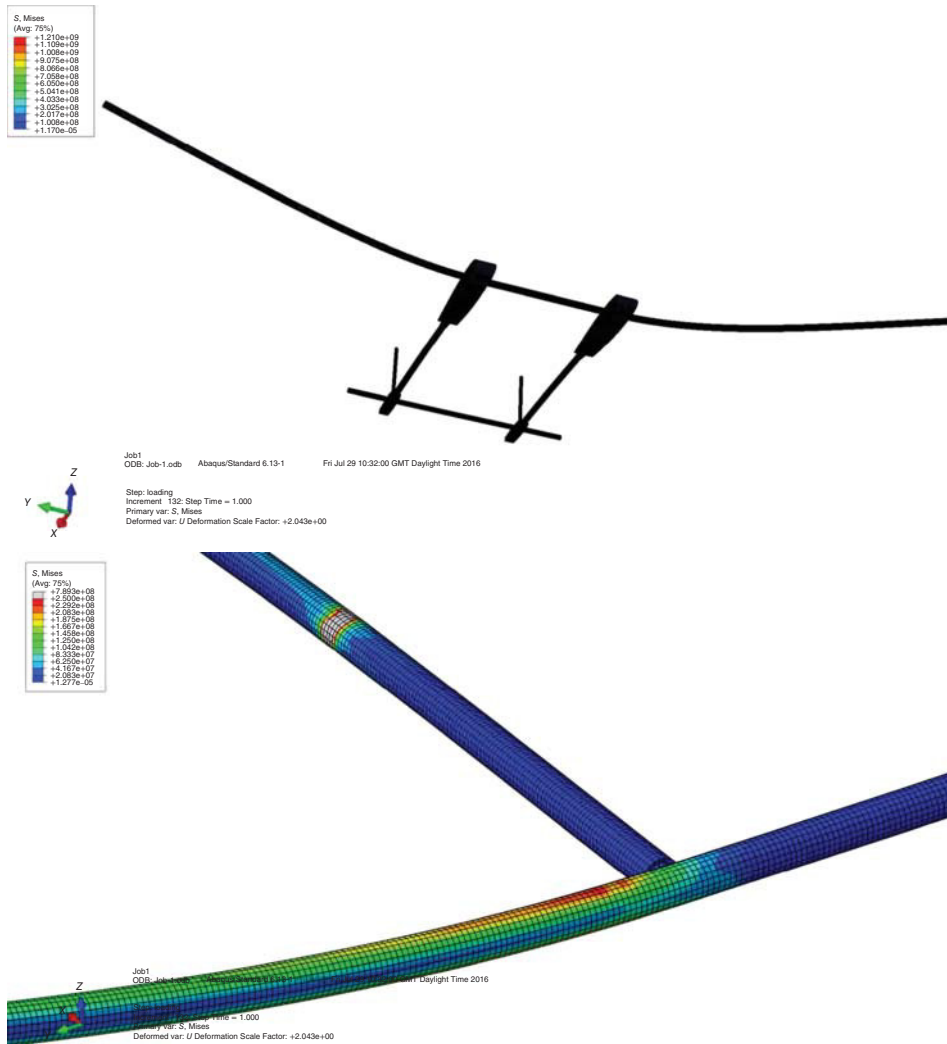 S, Mises
(Avg: 75%)
+1.210e+09
+1.109e+09
+1.008e+09
+9.075e+08
+8.066e+08
+7.058e+08
+6.050e+08
+5.041e+08
+4.033e+08
+3.025e+08
+2.017e+08
+1.008e+08
+1.170e−05
Job1
ODB: Job-1.odb Abaqus/Standard 6.13-1 Fri Jul 29 10:32:00 GMT Daylight Time 2016
Z
Y
X
Step: loading
Increment 132: Step Time = 1.000
Primary var: S, Mises
Deformed var: U Deformation Scale Factor: +2.043e+00
S, Mises
(Avg: 75%)
+7.893e+08
+2.500e+08
+2.292e+08
+2.083e+08
+1.875e+08
+1.667e+08
+1.458e+08
+1.250e+08
+1.042e+08
+8.333e+07
+6.250e+07
+4.167e+07
+2.083e+07
+1.277e−05
Job1
ODB: Daylight Time 2016
Z
X
Time = 1.000
var: S, Mises
Deformed var: U Deformation Scale Factor: +2.043e+00